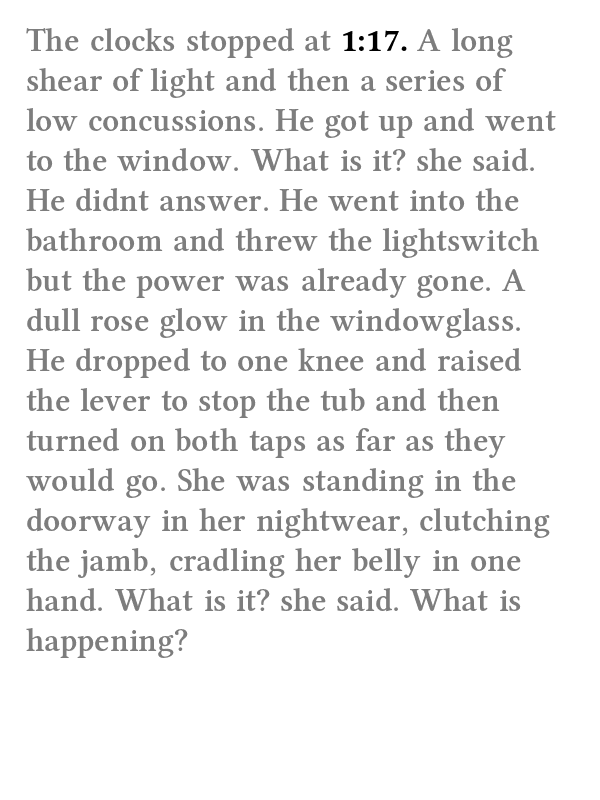 The clocks stopped at 1:17. A long
shear of light and then a series of
low concussions. He got up and went
to the window. What is it? she said.
He didnt answer. He went into the
bathroom and threw the lightswitch
but the power was already gone. A
dull rose glow in the windowglass.
He dropped to one knee and raised
the lever to stop the tub and then
turned on both taps as far as they
would go. She was standing in the
doorway in her nightwear, clutching
the jamb, cradling her belly in one
hand. What is it? she said. What is
happening?